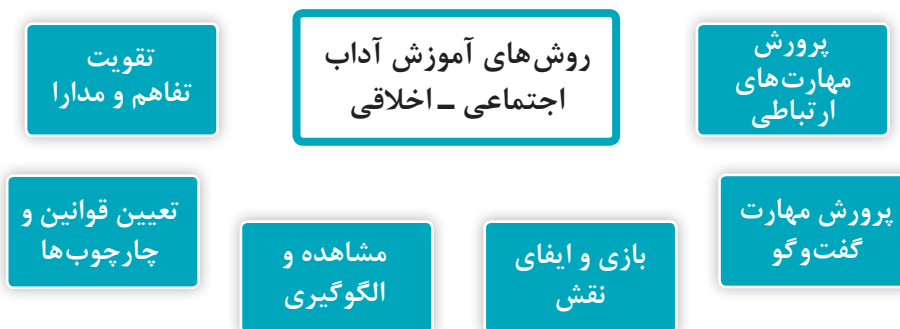 روش‌های آموزش آداب
اجتماعی ـ اخلاقی
پرورش
مهارت‌های
ارتباطی
پرورش مهارت
گفت‌وگو
بازی و ایفای
نقش
مشاهده و
الگوگیری
تعیین قوانین و
چارچوب‌ها
تقویت
تفاهم و مدارا